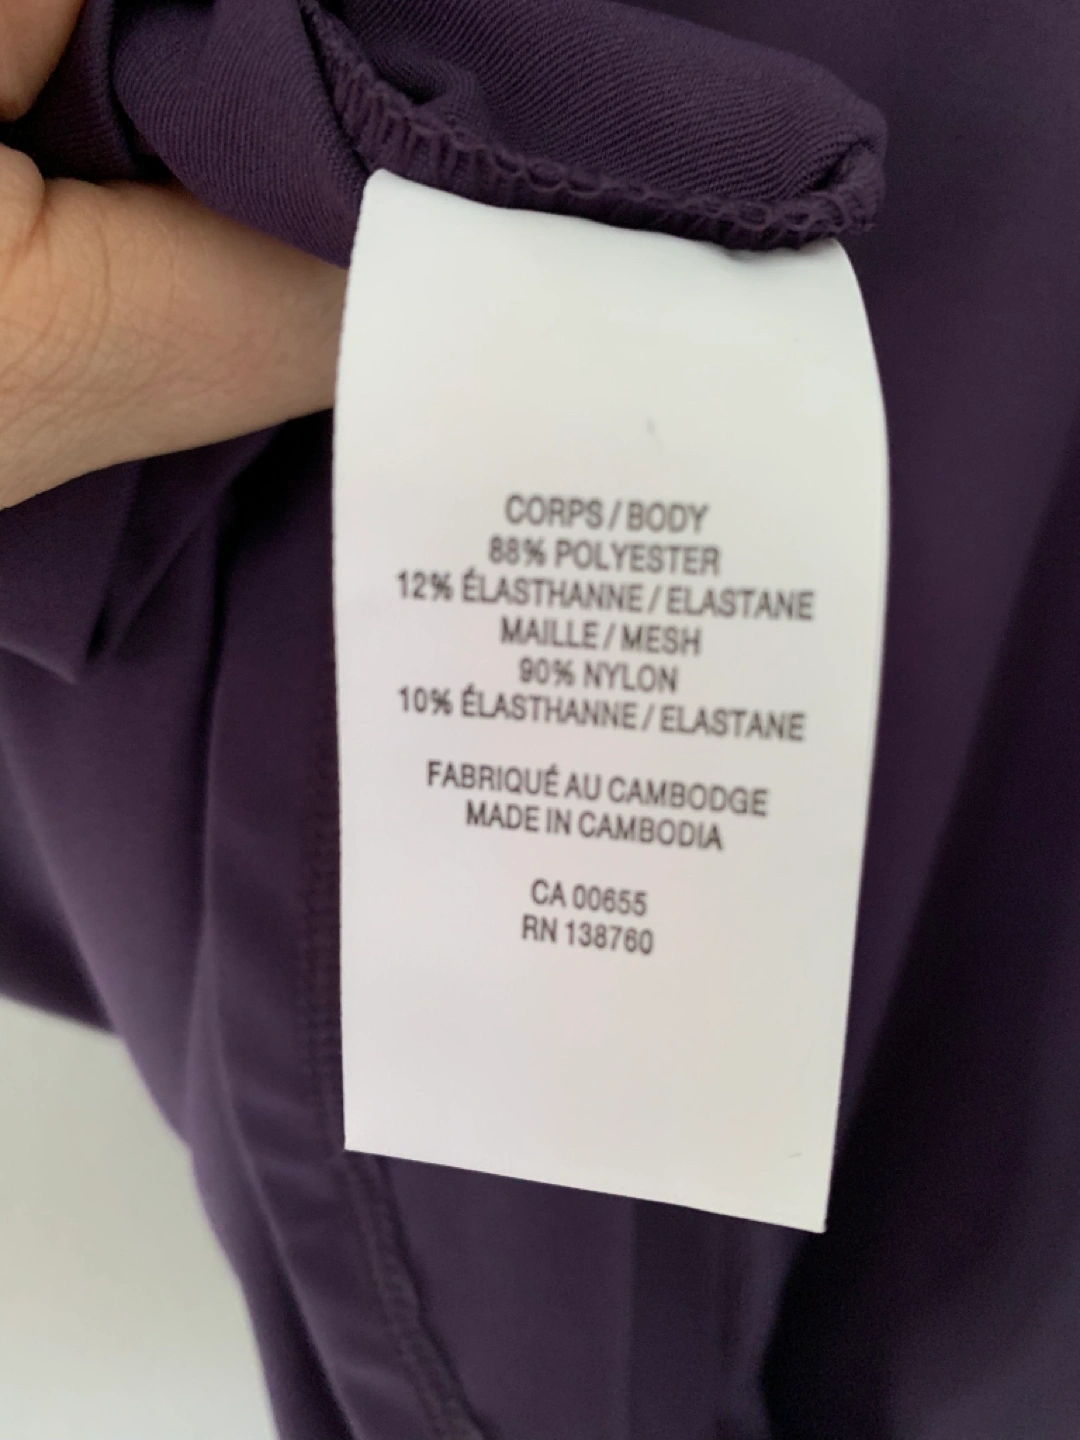 CORPS / BODY
88% POLYESTER
12% ÉLASTHANNE / ELASTANE
MAILLE / MESH
90% NYLON
10% ÉLASTHANNE / ELASTANE
FABRIQUÉ AU CAMBODGE
MADE IN CAMBODIA
CA 00655
RN 138760